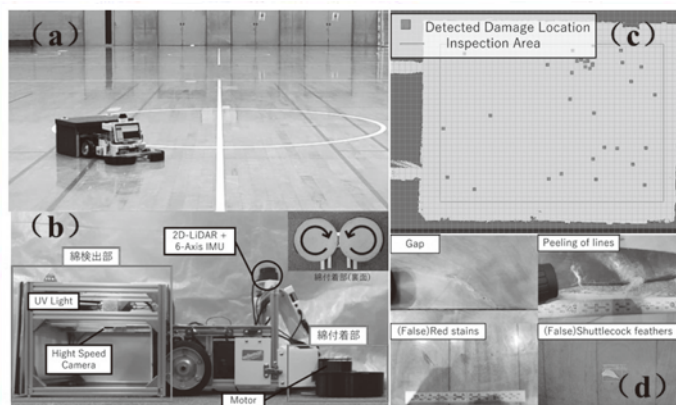 (a)
(b)
綿検出部
UV Light
Hight Speed
Camera
2D-LiDAR +
6-Axis IMU
綿付着部(裏面)
綿付着部
Motor
Detected Damage Location
Inspection Area
(c)
Gap
Peeling of lines
(False)Red stains
(False)Shuttlecock feathers
(d)